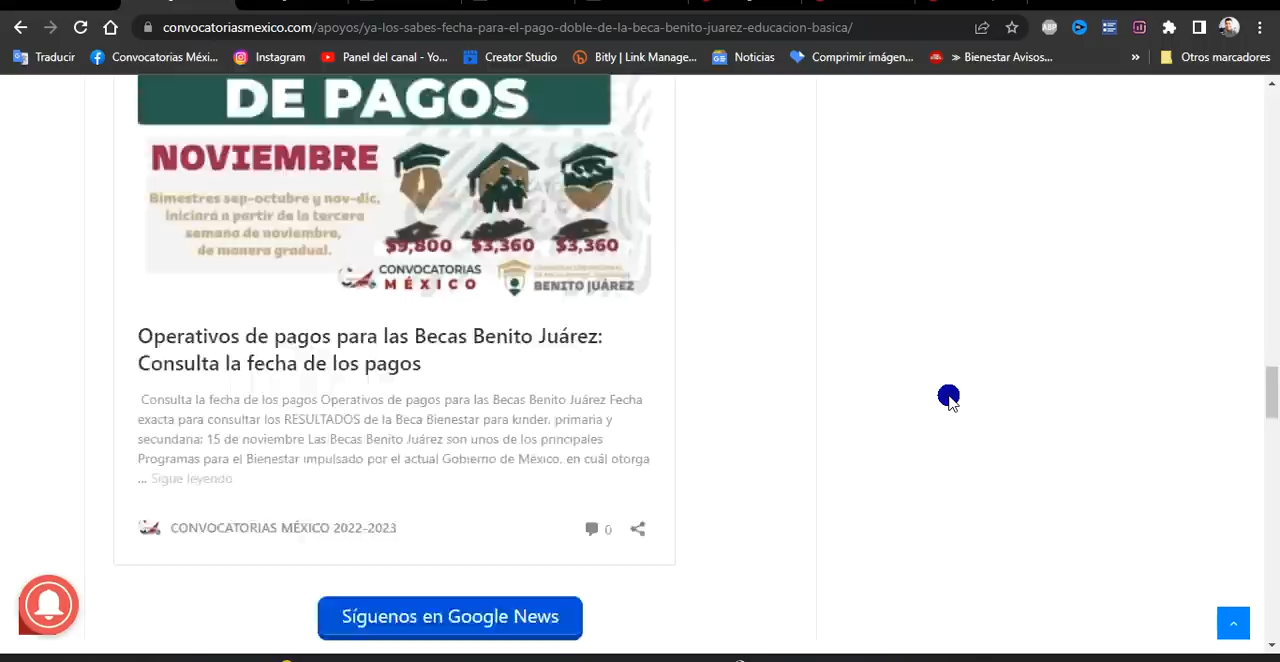 convocatoriasmexico.com/apoyos/ya-los-sabes-fecha-para-el-pago-doble-de-la-beca-benito-juarez-educacion-basica/
ABP
Traducir
Convocatorias Méxi...
Instagram
Panel del canal - Yo...
Creator Studio
Bitly | Link Manage...
Noticias
Comprimir imágen...
≫ Bienestar Avisos...
»
Otros marcadores
DE PAGOS
NOVIEMBRE
Bimestres sep-octubre y nov-dic,
iniciará a partir de la tercera
semana de noviembre,
de manera gradual.
$9,800 $3,360 $3,360
CONVOCATORIAS
MÉXICO
BENITO JUÁREZ
Operativos de pagos para las Becas Benito Juárez:
Consulta la fecha de los pagos
Consulta la fecha de los pagos Operativos de pagos para las Becas Benito Juárez Fecha
exacta para consultar los RESULTADOS de la Beca Bienestar para kinder, primaria y
secundaria: 15 de noviembre Las Becas Benito Juárez son unos de los principales
Programas para el Bienestar impulsado por el actual Gobierno de México, en cuál otorga
... Sigue leyendo
CONVOCATORIAS MÉXICO 2022-2023
0
Síguenos en Google News